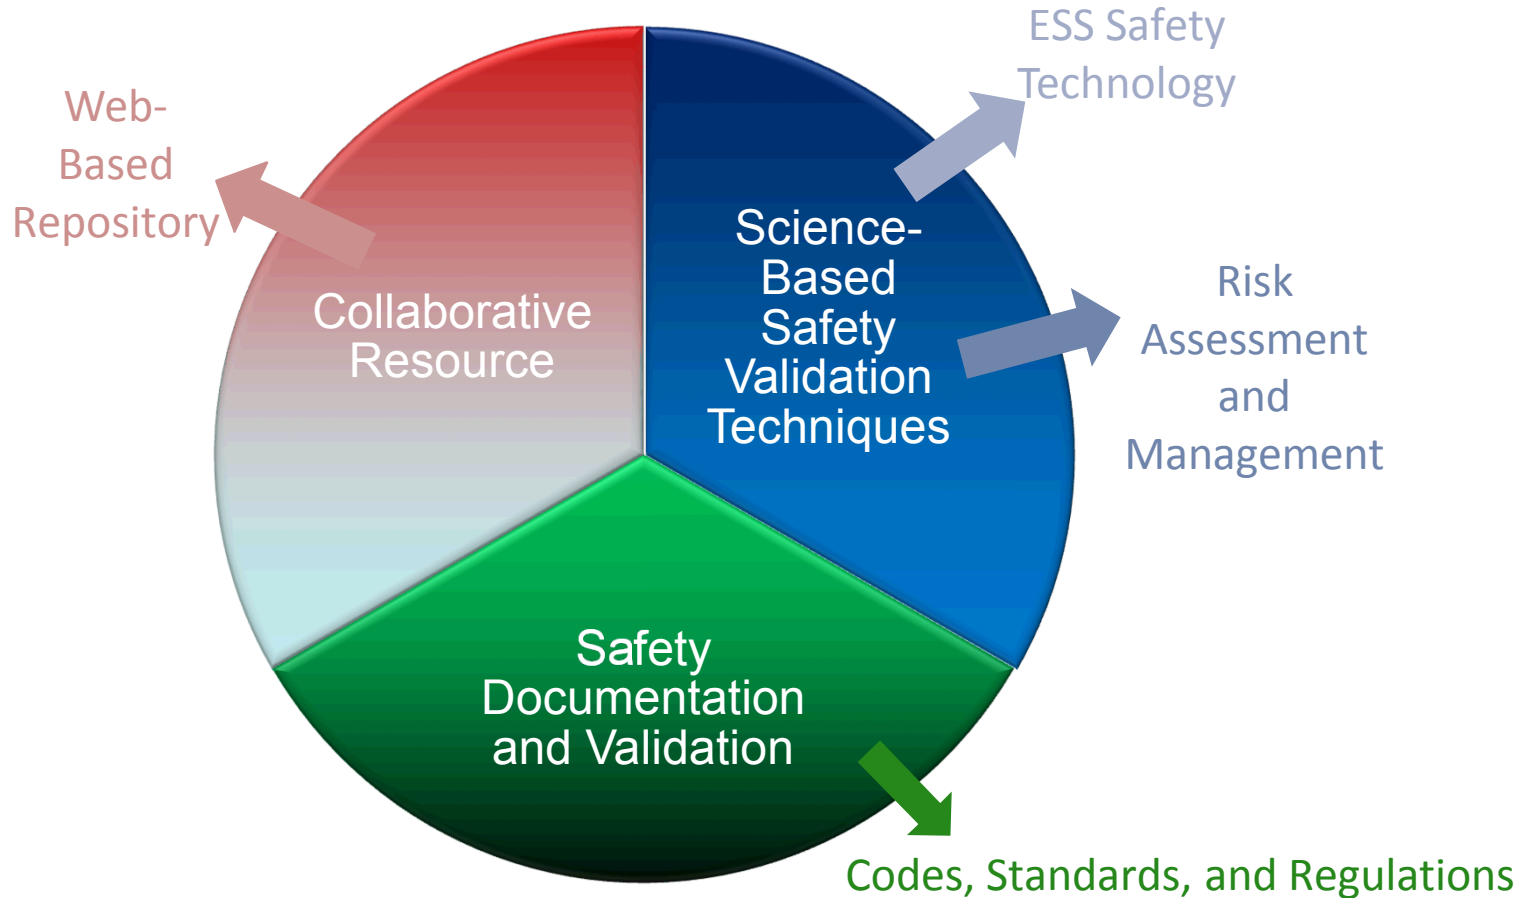 ESS Safety
Technology
Web-
Based
Repository
Science-
Based
Safety
Validation
Techniques
Collaborative
Resource
Risk
Assessment
and
Management
Safety
Documentation
and Validation
Codes, Standards, and Regulations